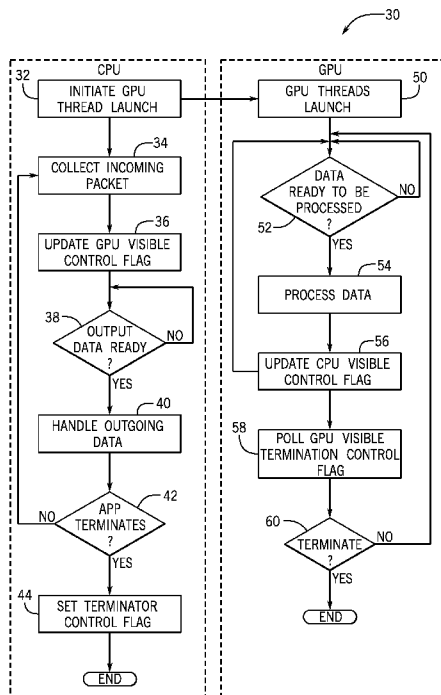 30
CPU
32
INITIATE GPU
THREAD LAUNCH
34
COLLECT INCOMING
PACKET
36
UPDATE GPU VISIBLE
CONTROL FLAG
38
OUTPUT
DATA READY
?
NO
YES
40
HANDLE OUTGOING
DATA
42
APP
TERMINATES
?
NO
YES
44
SET TERMINATOR
CONTROL FLAG
END
GPU
GPU THREADS
LAUNCH
50
DATA
READY TO BE
PROCESSED
?
NO
52
YES
54
PROCESS DATA
56
UPDATE CPU VISIBLE
CONTROL FLAG
58
POLL GPU VISIBLE
TERMINATION CONTROL
FLAG
60
TERMINATE
?
NO
YES
END